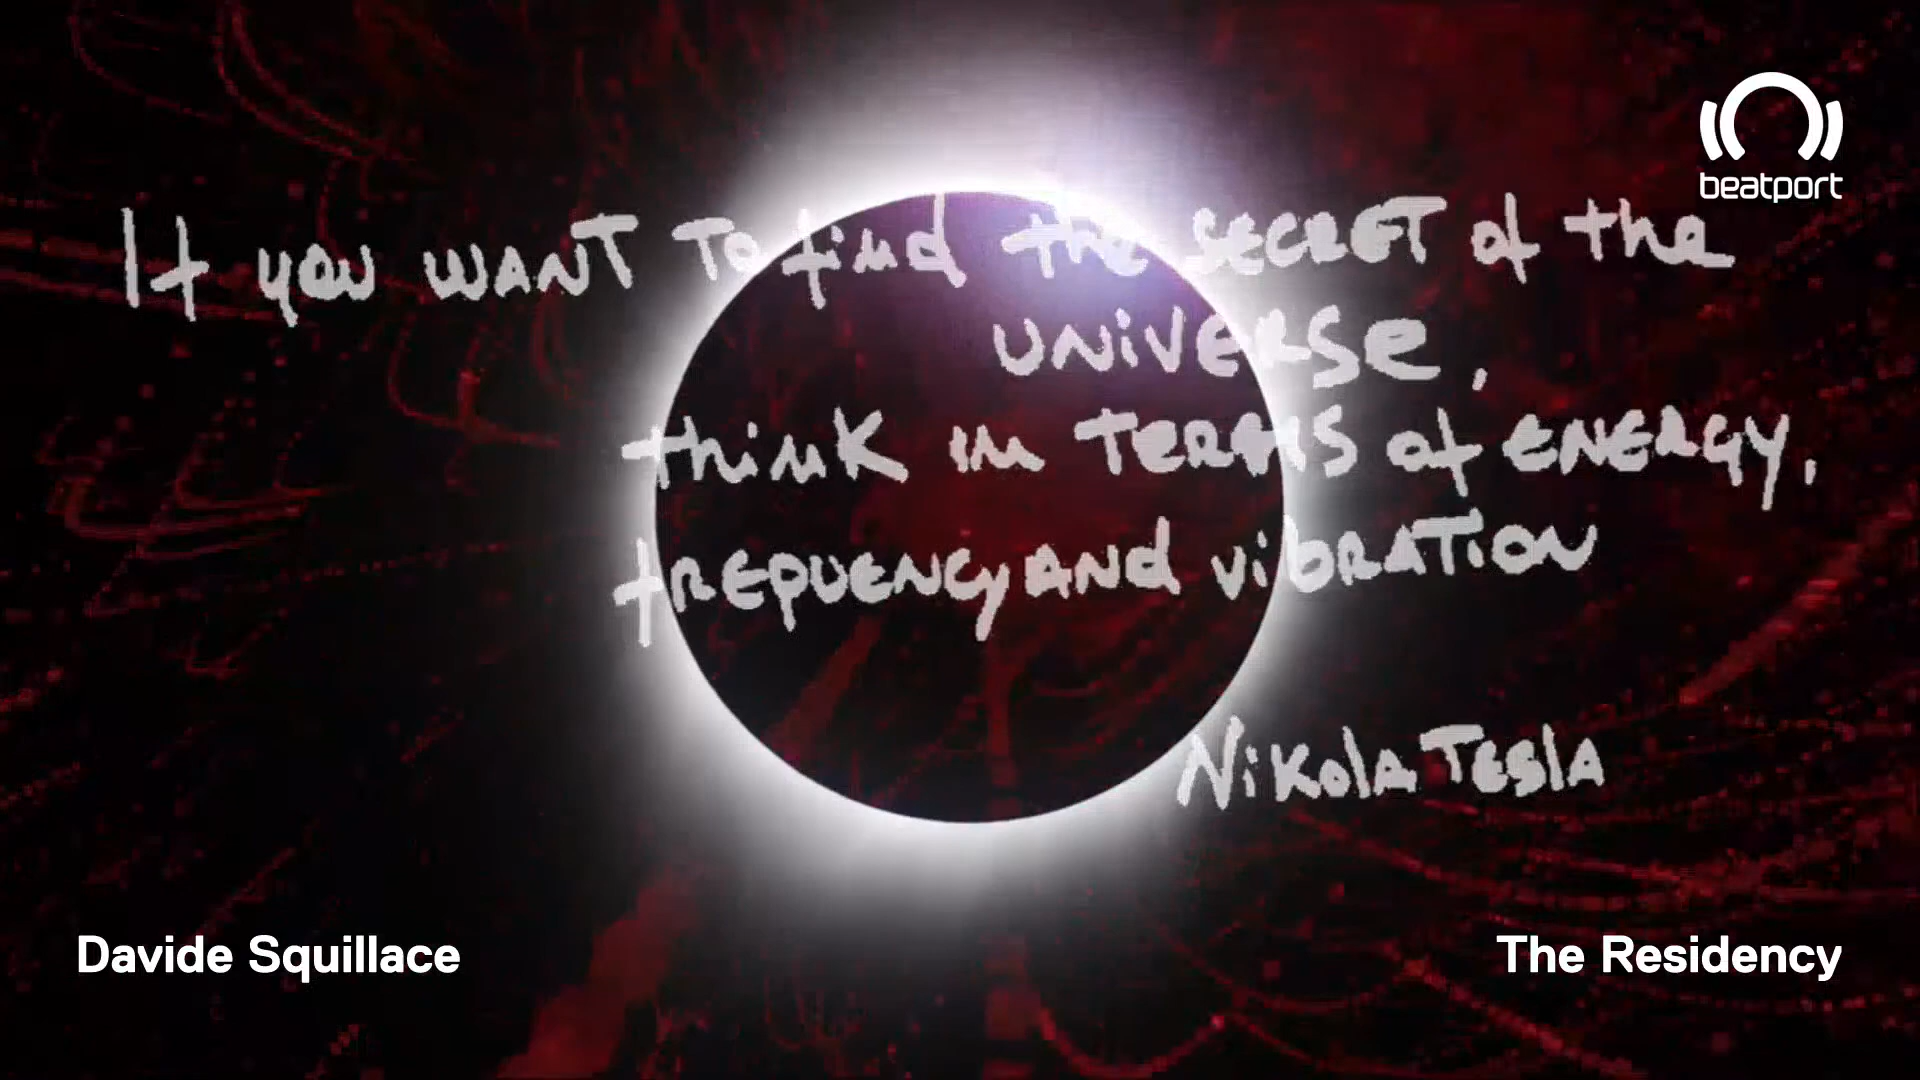 beatport
If you WANT To find the SECRET of the
UNiVERSe,
think in TERMS of ENERGY,
fREQUENCY AND vibRATiON
NiKolA TeslA
Davide Squillace
The Residency